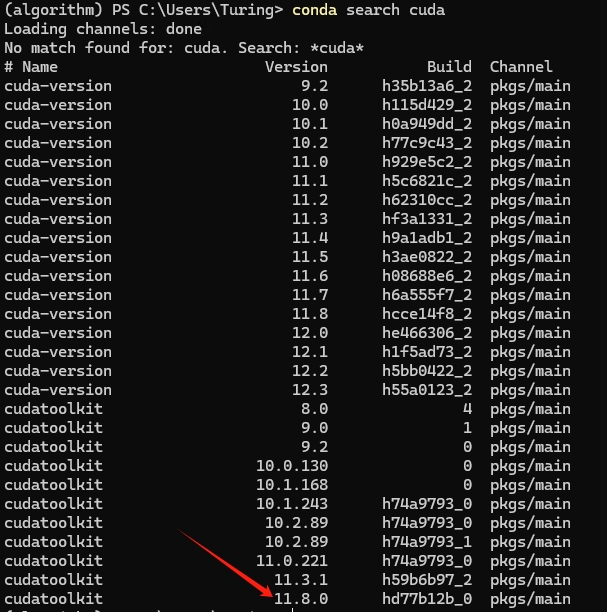 (algorithm) PS C:\Users\Turing> conda search cuda
Loading channels: done
No match found for: cuda. Search: *cuda*
# Name Version Build Channel
cuda-version 9.2 h35b13a6_2 pkgs/main
cuda-version 10.0 h115d429_2 pkgs/main
cuda-version 10.1 h0a949dd_2 pkgs/main
cuda-version 10.2 h77c9c43_2 pkgs/main
cuda-version 11.0 h929e5c2_2 pkgs/main
cuda-version 11.1 h5c6821c_2 pkgs/main
cuda-version 11.2 h62310cc_2 pkgs/main
cuda-version 11.3 hf3a1331_2 pkgs/main
cuda-version 11.4 h9a1adb1_2 pkgs/main
cuda-version 11.5 h3ae0822_2 pkgs/main
cuda-version 11.6 h08688e6_2 pkgs/main
cuda-version 11.7 h6a555f7_2 pkgs/main
cuda-version 11.8 hcce14f8_2 pkgs/main
cuda-version 12.0 he466306_2 pkgs/main
cuda-version 12.1 h1f5ad73_2 pkgs/main
cuda-version 12.2 h5bb0422_2 pkgs/main
cuda-version 12.3 h55a0123_2 pkgs/main
cudatoolkit 8.0 4 pkgs/main
cudatoolkit 9.0 1 pkgs/main
cudatoolkit 9.2 0 pkgs/main
cudatoolkit 10.0.130 0 pkgs/main
cudatoolkit 10.1.168 0 pkgs/main
cudatoolkit 10.1.243 h74a9793_0 pkgs/main
cudatoolkit 10.2.89 h74a9793_0 pkgs/main
cudatoolkit 10.2.89 h74a9793_1 pkgs/main
cudatoolkit 11.0.221 h74a9793_0 pkgs/main
cudatoolkit 11.3.1 h59b6b97_2 pkgs/main
cudatoolkit 11.8.0 hd77b12b_0 pkgs/main